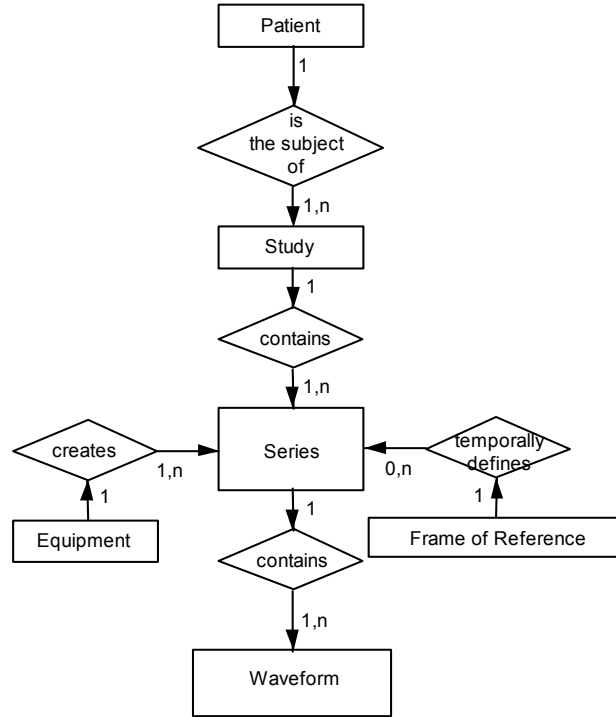 Patient
1
is
the subject
of
1,n
Study
1
contains
1,n
creates
1,n
Series
0,n
temporally
defines
1
Equipment
1
Frame of Reference
1
contains
1,n
Waveform